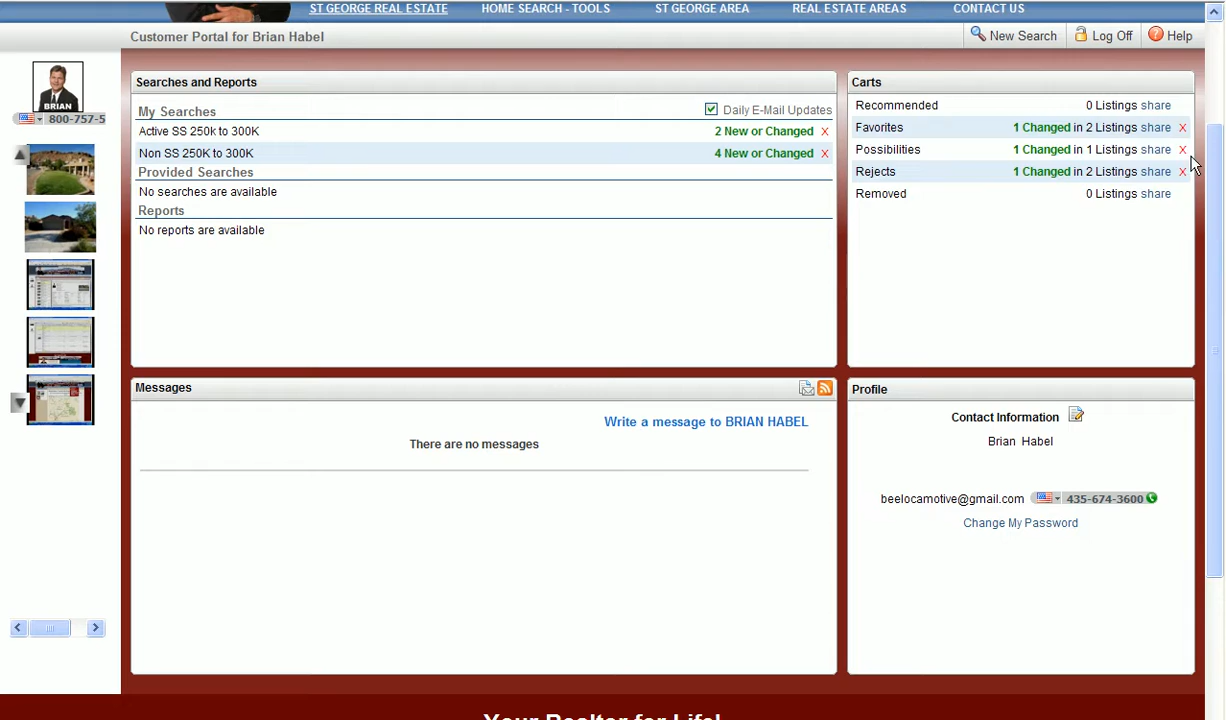 ST GEORGE REAL ESTATE HOME SEARCH - TOOLS ST GEORGE AREA REAL ESTATE AREAS CONTACT US
Customer Portal for Brian Habel New Search Log Off ? Help
BRIAN
800-757-5
Searches and Reports
My Searches Daily E-Mail Updates
Active SS 250k to 300K 2 New or Changed X
Non SS 250K to 300K 4 New or Changed X
Provided Searches
No searches are available
Reports
No reports are available
Carts
Recommended 0 Listings share
Favorites 1 Changed in 2 Listings share X
Possibilities 1 Changed in 1 Listings share X
Rejects 1 Changed in 2 Listings share X
Removed 0 Listings share
Messages
Write a message to BRIAN HABEL
There are no messages
Profile
Contact Information
Brian Habel
beelocamotive@gmail.com 435-674-3600
Change My Password
Your Realtor for Life!